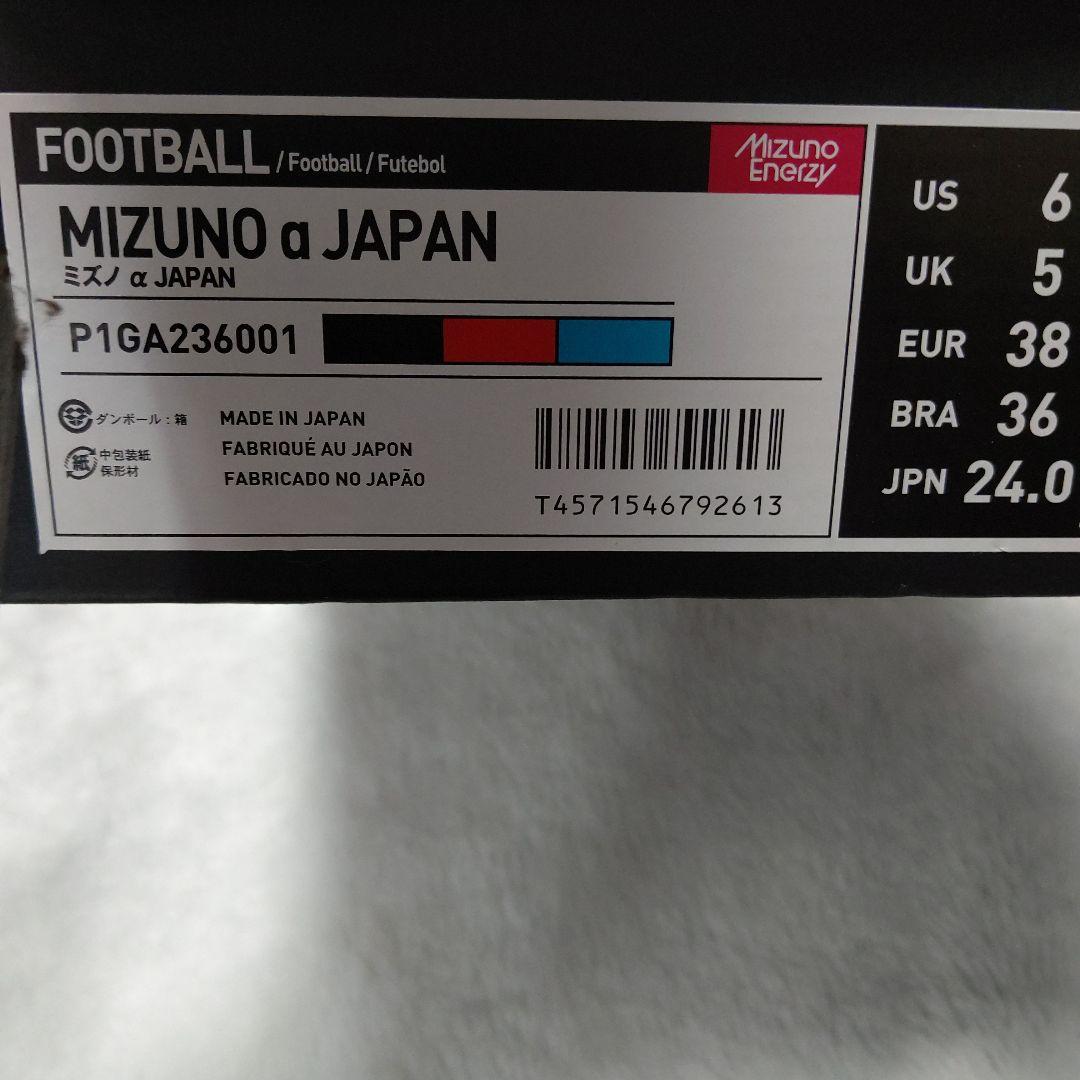 FOOTBALL / Football / Futebol
Mizuno
Enerzy
MIZUNO α JAPAN
ミズノ α JAPAN
P1GA236001
ダンボール : 箱
紙
中包装紙
保形材
MADE IN JAPAN
FABRIQUÉ AU JAPON
FABRICADO NO JAPÃO
T4571546792613
US 6
UK 5
EUR 38
BRA 36
JPN 24.0